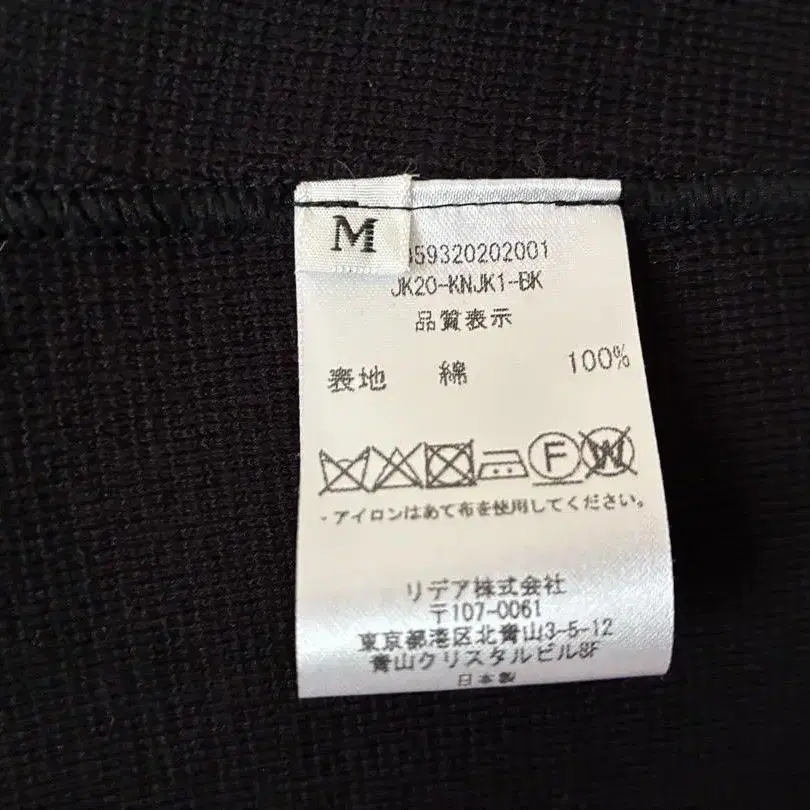 M
59320202001
JK20-KNJK1-BK
品質表示
表地 綿 100%
F W
・アイロンはあて布を使用してください。
リデア株式会社
〒107-0061
東京都港区北青山3-5-12
青山クリスタルビル8F
日本製